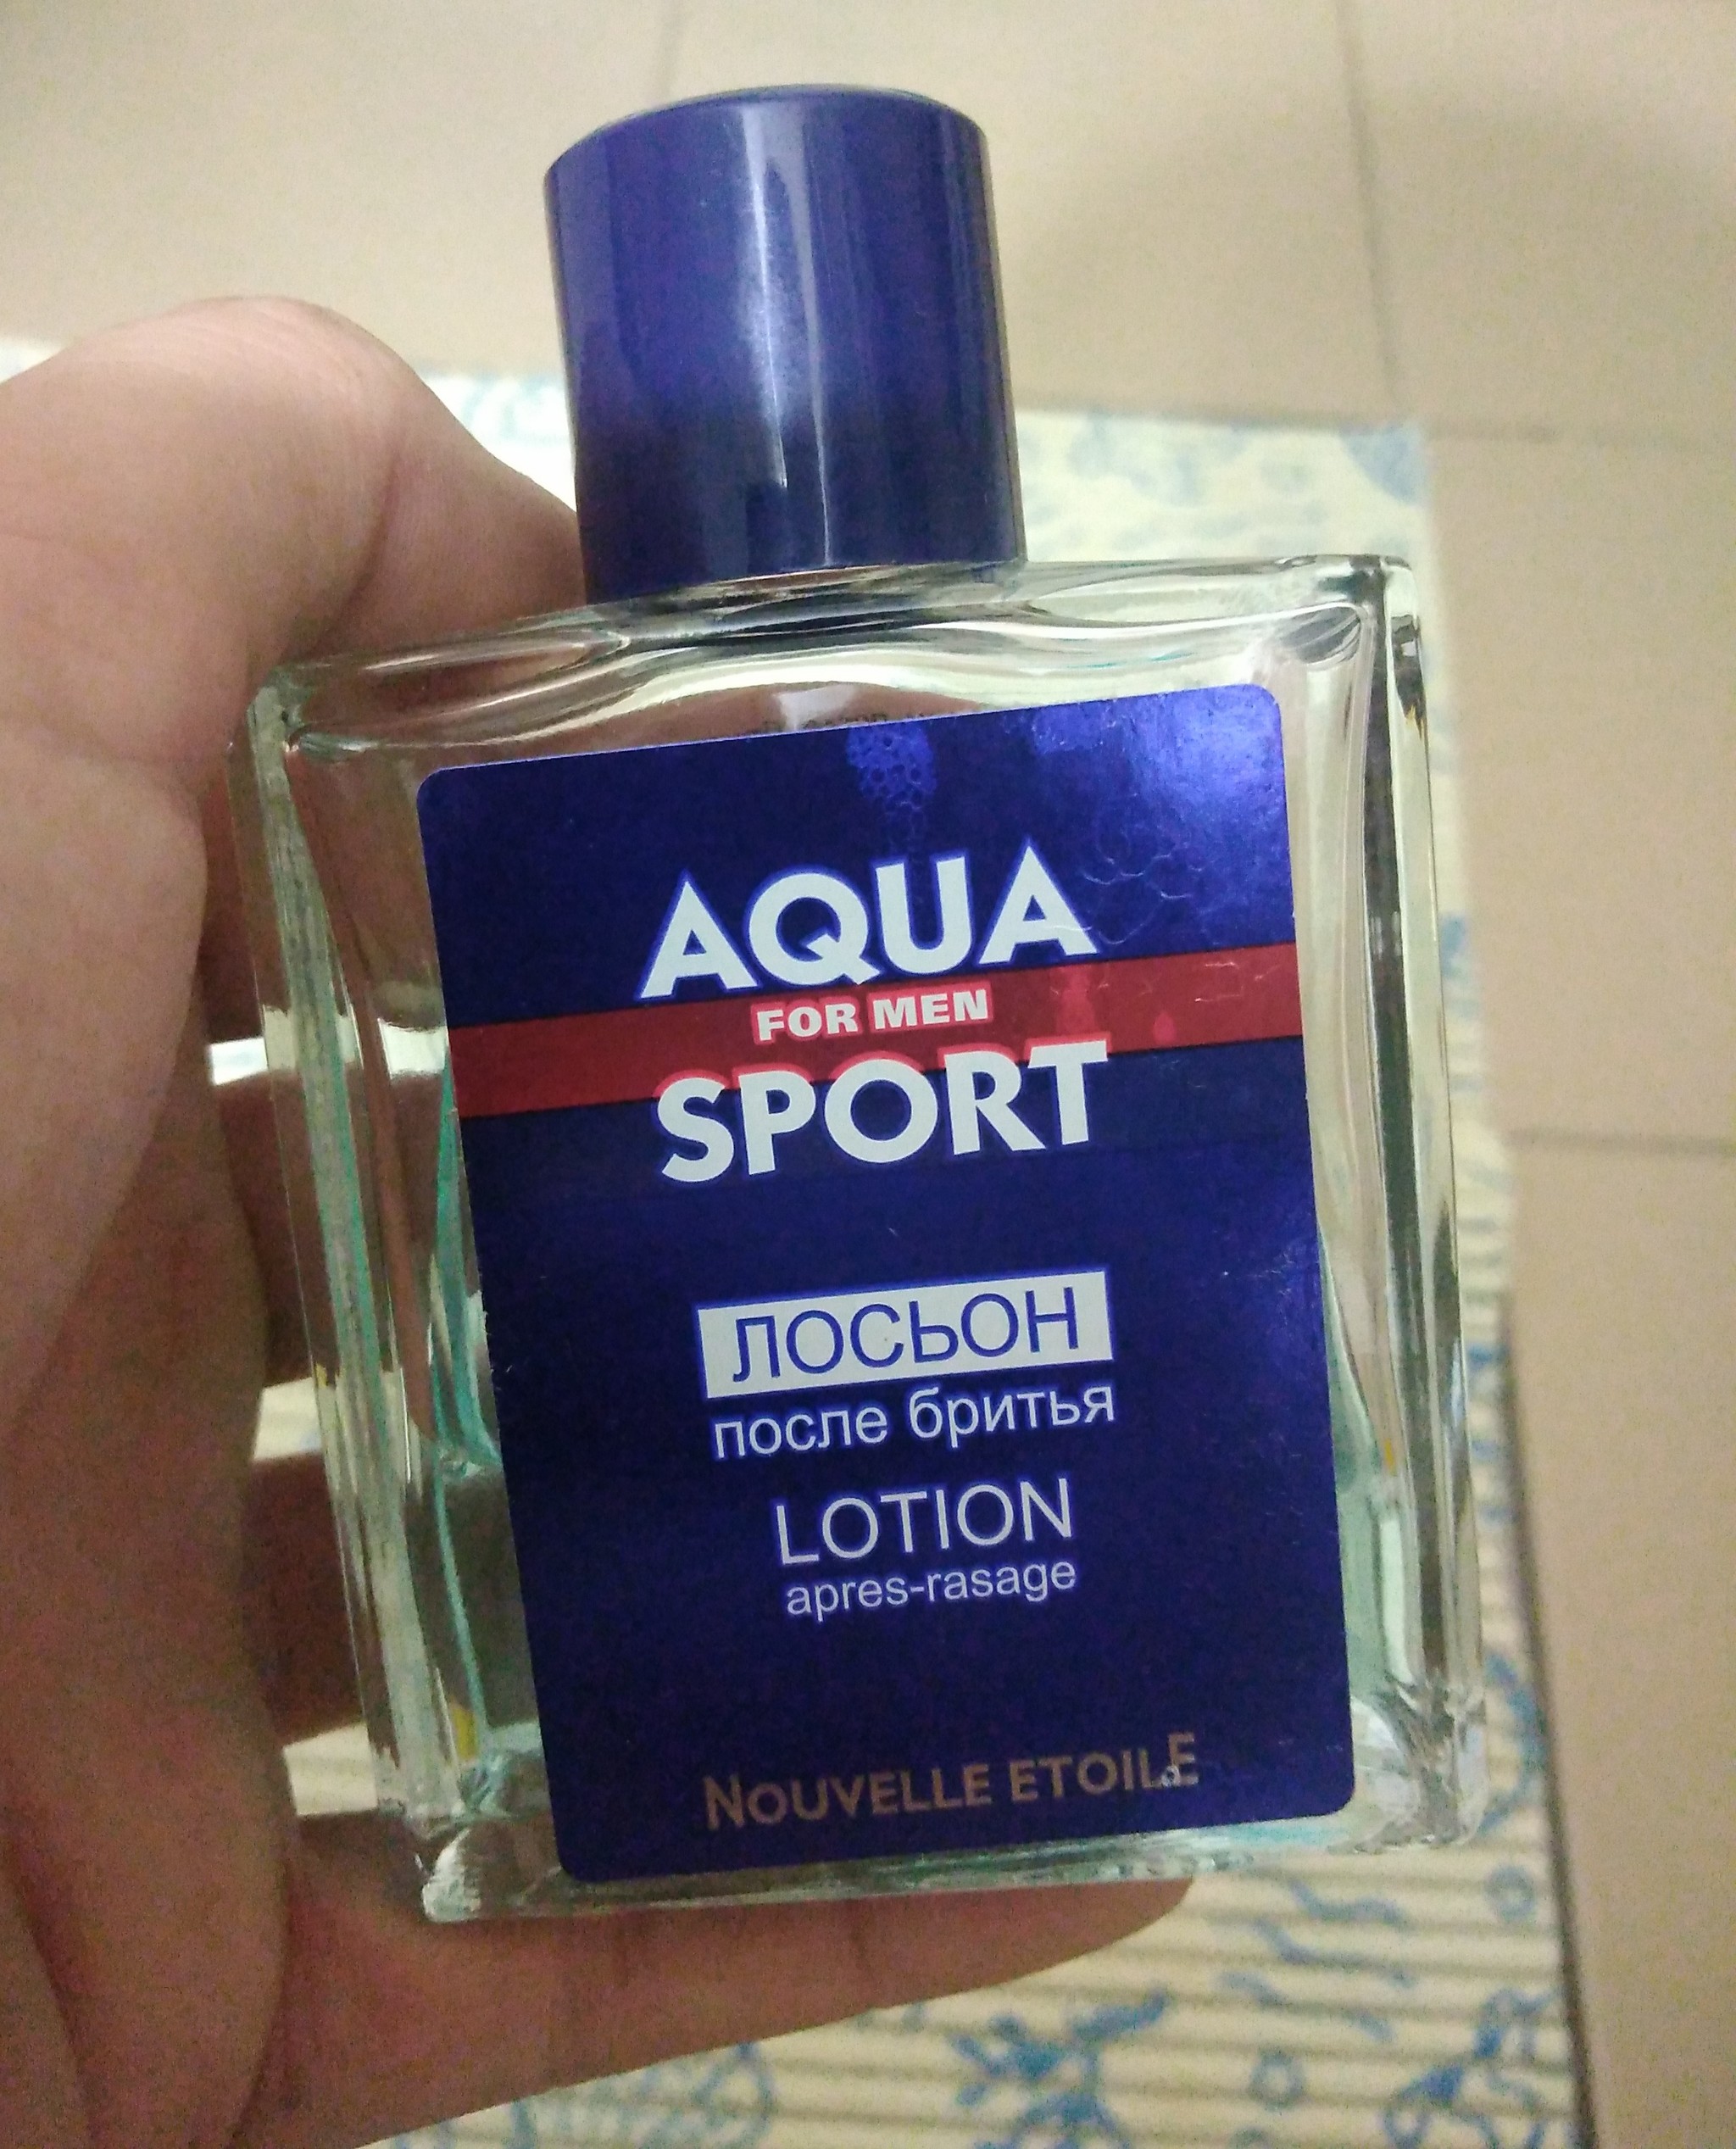 AQUA
FOR MEN
SPORT
ЛОСЬОН
после бритья
LOTION
apres-rasage
NOUVELLE ETOILE